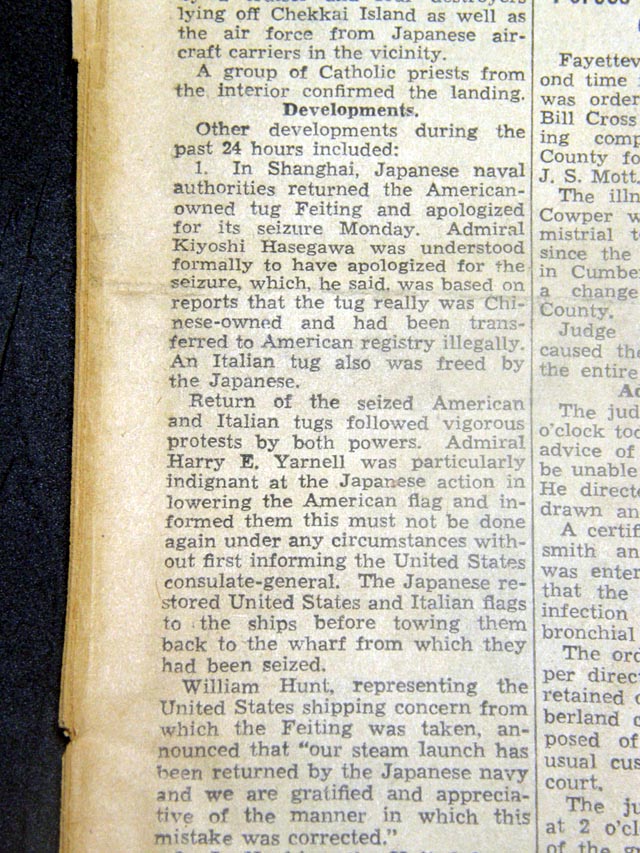 lying off Chekkai Island as well as
the air force from Japanese air-
craft carriers in the vicinity.
A group of Catholic priests from
the interior confirmed the landing.
Developments.
Other developments during the
past 24 hours included:
1. In Shanghai, Japanese naval
authorities returned the American-
owned tug Feiting and apologized
for its seizure Monday. Admiral
Kiyoshi Hasegawa was understood
formally to have apologized for the
seizure, which, he said, was based on
reports that the tug really was Chi-
nese-owned and had been trans-
ferred to American registry illegally.
An Italian tug also was freed by
the Japanese.
Return of the seized American
and Italian tugs followed vigorous
protests by both powers. Admiral
Harry E. Yarnell was particularly
indignant at the Japanese action in
lowering the American flag and in-
formed them this must not be done
again under any circumstances with-
out first informing the United States
consulate-general. The Japanese re-
stored United States and Italian flags
to the ships before towing them
back to the wharf from which they
had been seized.
William Hunt, representing the
United States shipping concern from
which the Feiting was taken, an-
nounced that "our steam launch has
been returned by the Japanese navy
and we are gratified and apprecia-
tive of the manner in which this
mistake was corrected."
Fayettev
ond time
was order
Bill Cross
ing comp
County fo
J. S. Mott.
The illn
Cowper w
mistrial t
since the
in Cumbe
a change
County.
Judge
caused the
the entire
The jud
o'clock to
advice of
be unable
He directe
drawn an
A certif
smith an
was enter
that the
infection
bronchial
The ord
per direct
retained
berland c
posed of
usual cus
court.
The ju
at 2 o'cl
of the